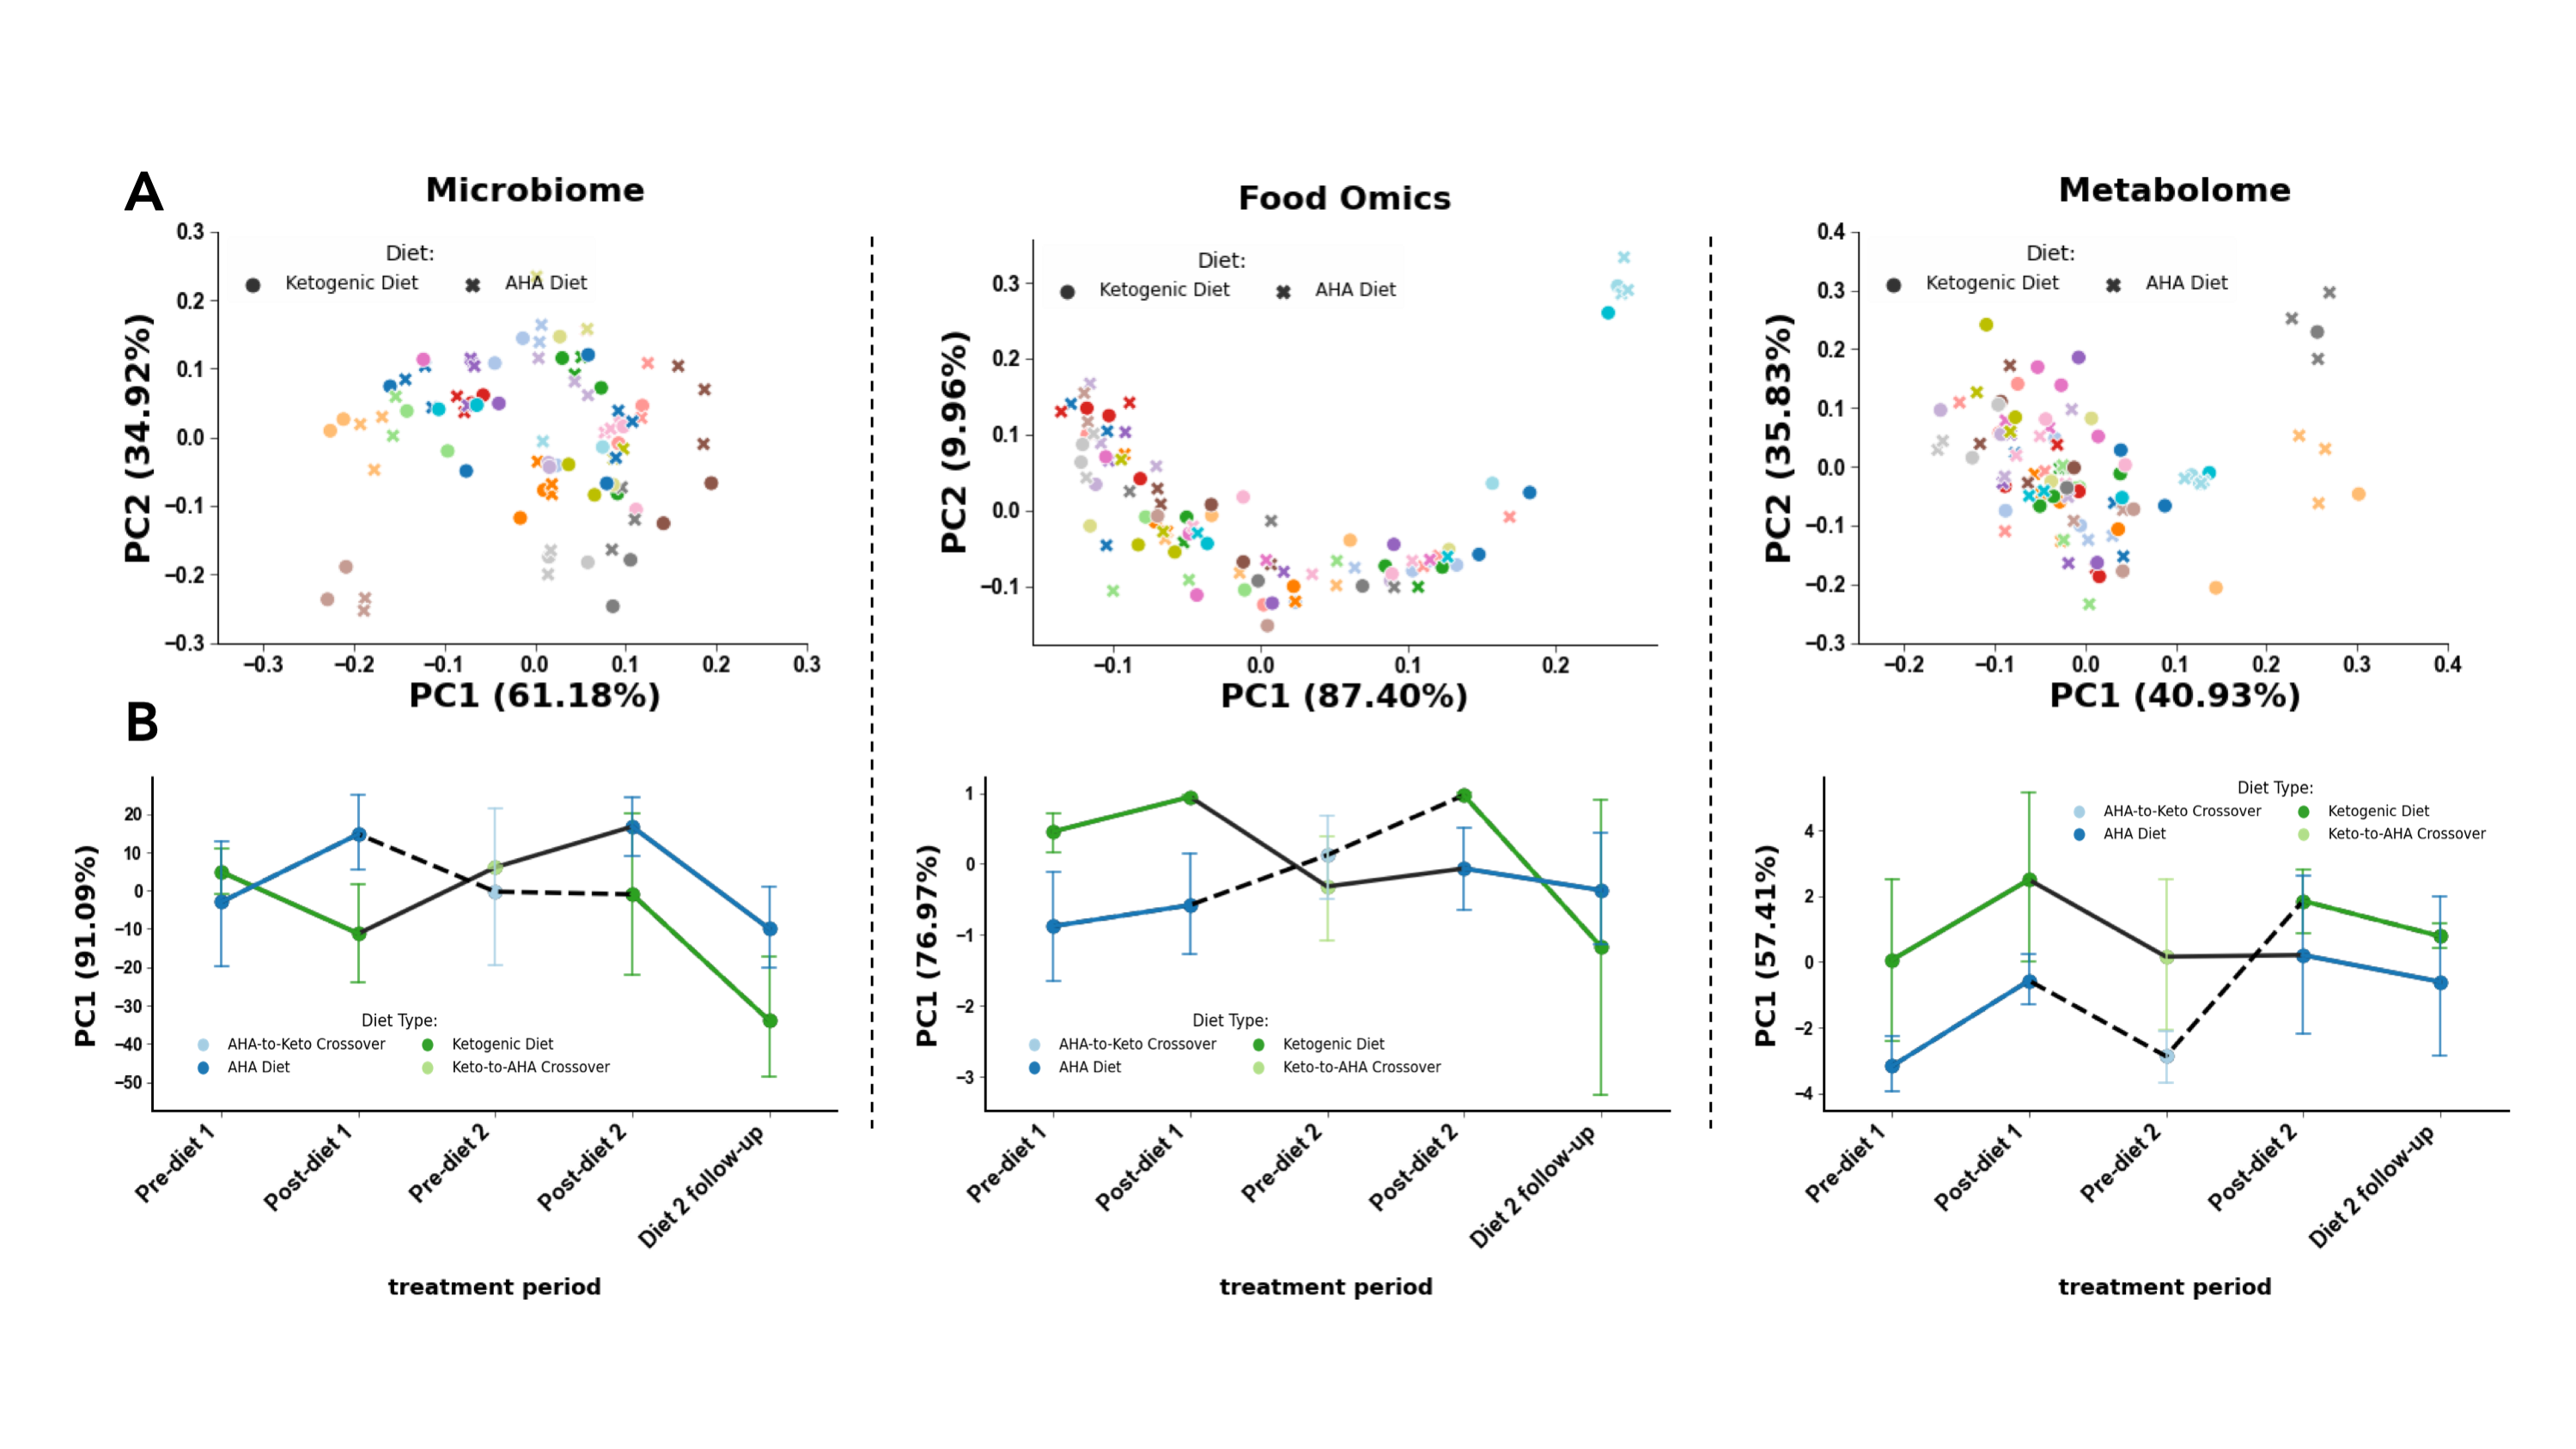 A
Microbiome
Food Omics
Metabolome
PC2 (34.92%)
0.3
0.2
0.1
0.0
−0.1
−0.2
−0.3
Diet:
Ketogenic Diet
AHA Diet
−0.3
−0.2
−0.1
0.0
0.1
0.2
0.3
PC1 (61.18%)
PC2 (9.96%)
0.3
0.2
0.1
0.0
−0.1
Diet:
Ketogenic Diet
AHA Diet
−0.1
0.0
0.1
0.2
PC1 (87.40%)
PC2 (35.83%)
0.4
0.3
0.2
0.1
0.0
−0.1
−0.2
−0.3
Diet:
Ketogenic Diet
AHA Diet
−0.2
−0.1
0.0
0.1
0.2
0.3
0.4
PC1 (40.93%)
B
PC1 (91.09%)
20
10
0
−10
−20
−30
−40
−50
Diet Type:
AHA-to-Keto Crossover
Ketogenic Diet
AHA Diet
Keto-to-AHA Crossover
Pre-diet 1
Post-diet 1
Pre-diet 2
Post-diet 2
Diet 2 follow-up
treatment period
PC1 (76.97%)
1
0
−1
−2
−3
Diet Type:
AHA-to-Keto Crossover
Ketogenic Diet
AHA Diet
Keto-to-AHA Crossover
Pre-diet 1
Post-diet 1
Pre-diet 2
Post-diet 2
Diet 2 follow-up
treatment period
PC1 (57.41%)
4
2
0
−2
−4
Diet Type:
AHA-to-Keto Crossover
Ketogenic Diet
AHA Diet
Keto-to-AHA Crossover
Pre-diet 1
Post-diet 1
Pre-diet 2
Post-diet 2
Diet 2 follow-up
treatment period